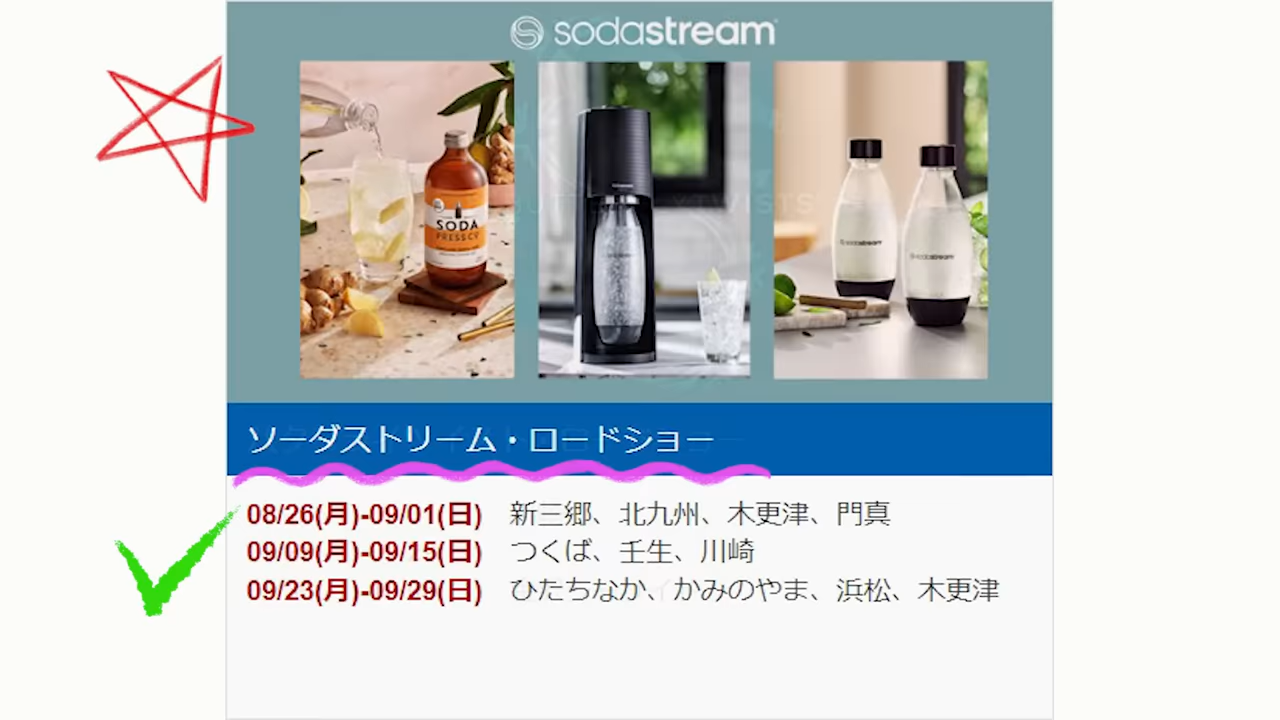 sodastream
SODA
PRESS CO
sodastream
sodastream
ソーダストリーム・ロードショー
08/26(月)-09/01(日) 新三郷、北九州、木更津、門真
09/09(月)-09/15(日) つくば、壬生、川崎
09/23(月)-09/29(日) ひたちなか、かみのやま、浜松、木更津